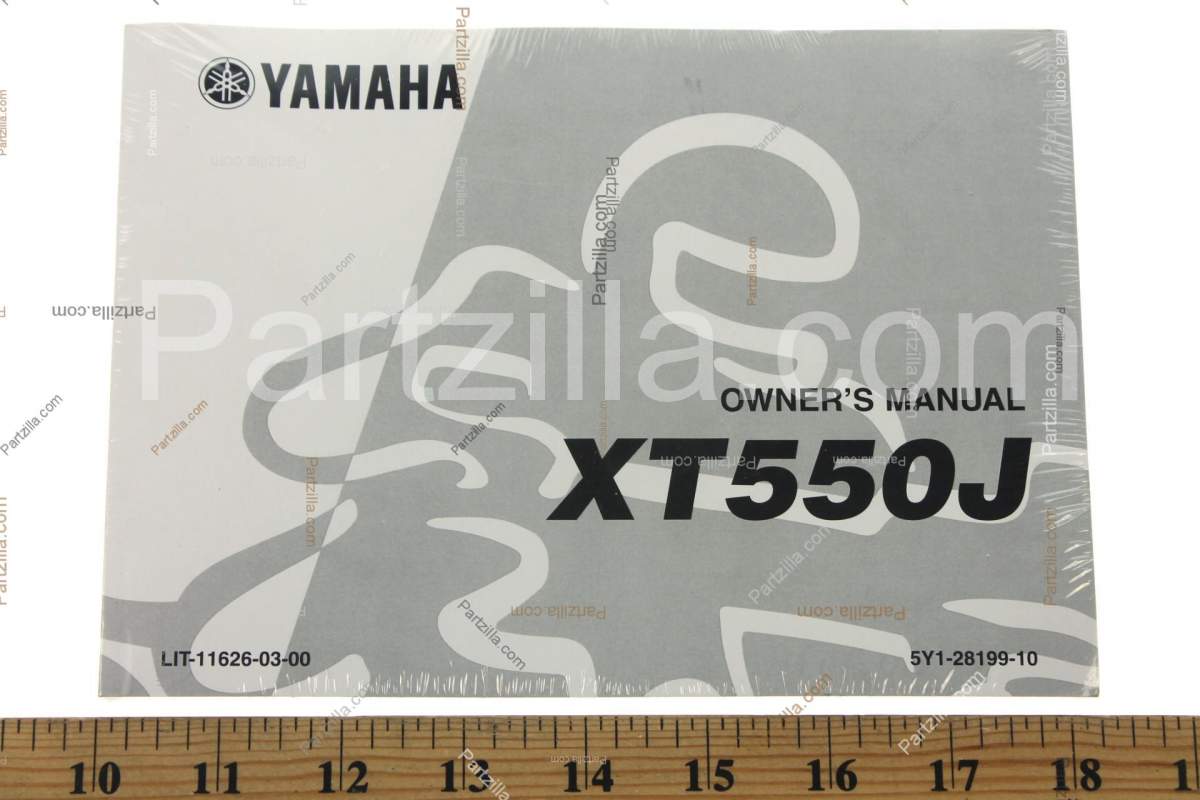 YAMAHA
Partzilla.com
OWNER'S MANUAL
XT550J
LIT-11626-03-00
5Y1-28199-10
10 11 12 13 14 15 16 17 18 1